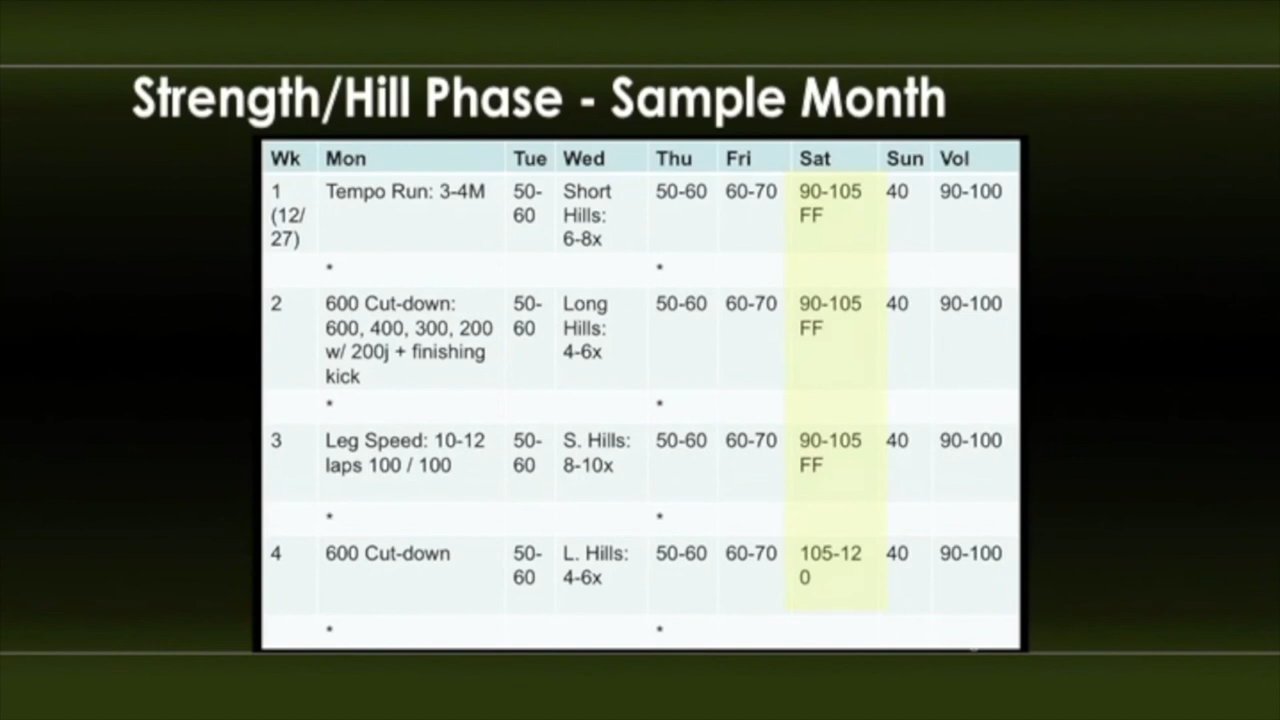 Strength/Hill Phase - Sample Month
Wk Mon Tue Wed Thu Fri Sat Sun Vol
1 Tempo Run: 3-4M 50- Short 50-60 60-70 90-105 40 90-100
(12/ 60 Hills: FF
27) 6-8x
* *
2 600 Cut-down: 50- Long 50-60 60-70 90-105 40 90-100
600, 400, 300, 200 60 Hills: FF
w/ 200j + finishing 4-6x
kick
* *
3 Leg Speed: 10-12 50- S. Hills: 50-60 60-70 90-105 40 90-100
laps 100 / 100 60 8-10x FF
* *
4 600 Cut-down 50- L. Hills: 50-60 60-70 105-12 40 90-100
60 4-6x 0
* *